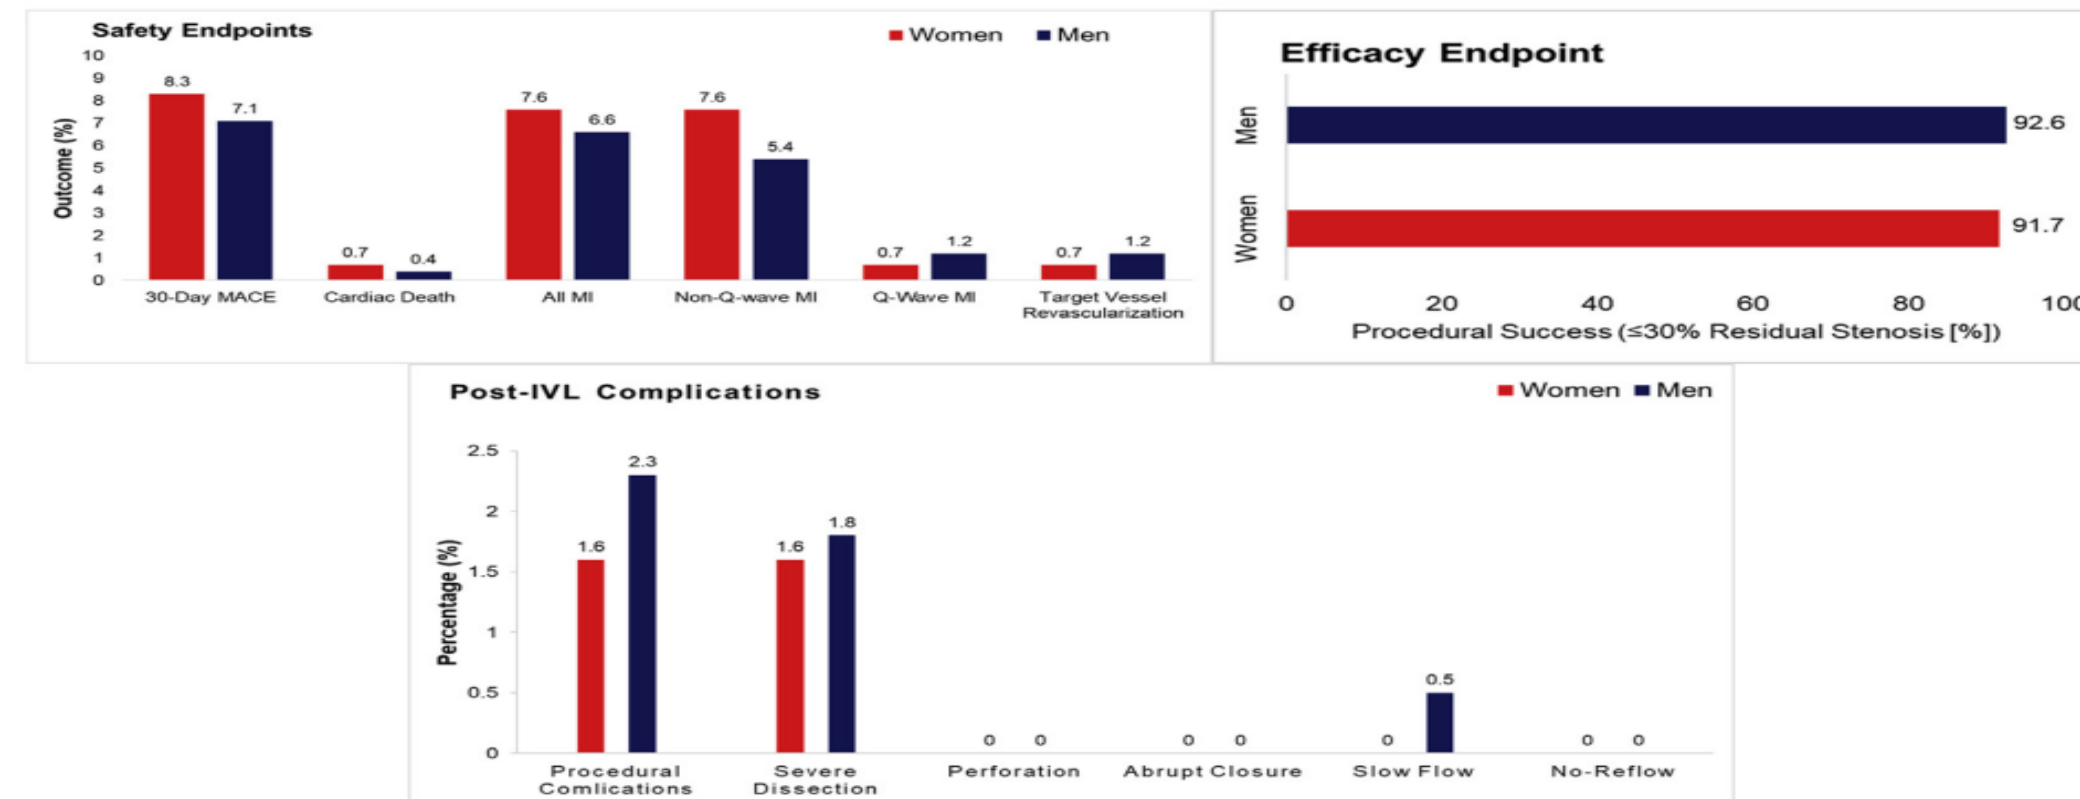 Safety Endpoints
Women Men
Outcome (%)
10
9
8
7
6
5
4
3
2
1
0
8.3
7.1
0.7
0.4
7.6
6.6
7.6
5.4
0.7
1.2
0.7
1.2
30-Day MACE
Cardiac Death
All MI
Non-Q-wave MI
Q-Wave MI
Target Vessel
Revascularization
Efficacy Endpoint
Men
92.6
Women
91.7
0 20 40 60 80 100
Procedural Success (≤30% Residual Stenosis [%])
Post-IVL Complications
Women Men
Percentage (%)
2.5
2
1.5
1
0.5
0
1.6
2.3
1.6
1.8
0 0
0 0
0
0.5
0 0
Procedural
Comlications
Severe
Dissection
Perforation
Abrupt Closure
Slow Flow
No-Reflow